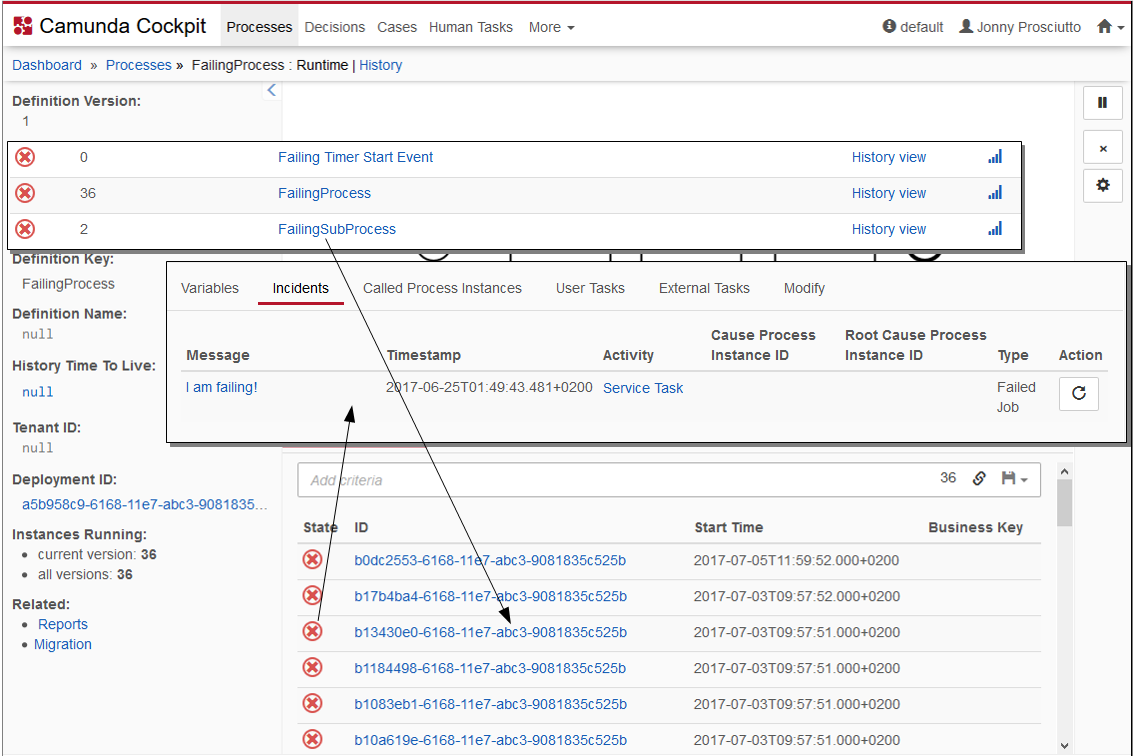 Camunda Cockpit Processes Decisions Cases Human Tasks More default Jonny Prosciutto
Dashboard » Processes » FailingProcess : Runtime | History
Definition Version:
1
0 Failing Timer Start Event History view
36 FailingProcess History view
2 FailingSubProcess History view
Definition Key:
FailingProcess
Definition Name:
null
History Time To Live:
null
Tenant ID:
null
Deployment ID:
a5b958c9-6168-11e7-abc3-9081835...
Instances Running:
current version: 36
all versions: 36
Related:
Reports
Migration
Variables Incidents Called Process Instances User Tasks External Tasks Modify
Cause Process Root Cause Process
Message Timestamp Activity Instance ID Instance ID Type Action
I am failing! 2017-06-25T01:49:43.481+0200 Service Task Failed
Job
Add criteria 36
State ID Start Time Business Key
b0dc2553-6168-11e7-abc3-9081835c525b 2017-07-05T11:59:52.000+0200
b17b4ba4-6168-11e7-abc3-9081835c525b 2017-07-03T09:57:52.000+0200
b13430e0-6168-11e7-abc3-9081835c525b 2017-07-03T09:57:51.000+0200
b1184498-6168-11e7-abc3-9081835c525b 2017-07-03T09:57:51.000+0200
b1083eb1-6168-11e7-abc3-9081835c525b 2017-07-03T09:57:51.000+0200
b10a619e-6168-11e7-abc3-9081835c525b 2017-07-03T09:57:51.000+0200